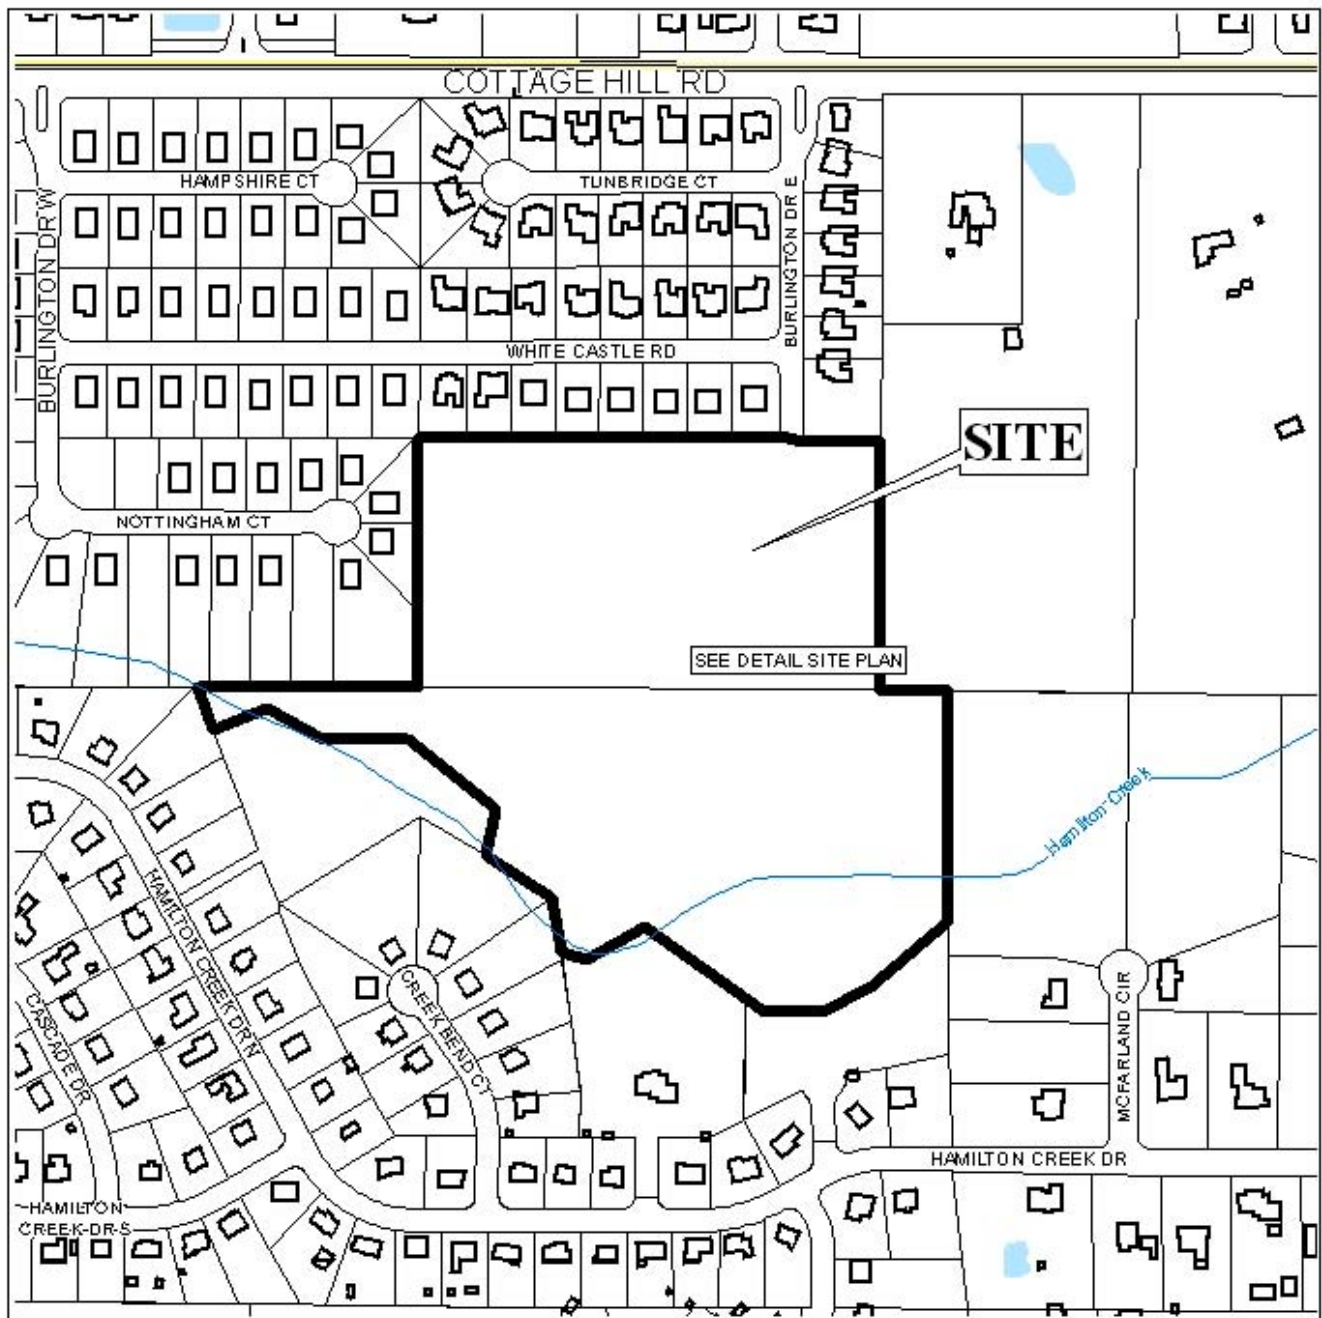 COTTAGE HILL RD
HAMPSHIRE CT
TUNBRIDGE CT
BURLINGTON DR W
BURLINGTON DR E
WHITE CASTLE RD
SITE
NOTTINGHAM CT
SEE DETAIL SITE PLAN
Hamilton Creek
HAMILTON CREEK DR N
CASCADE DR
CREEK BEND CT
MCFARLAND CIR
HAMILTON CREEK DR
HAMILTON
CREEK DR S